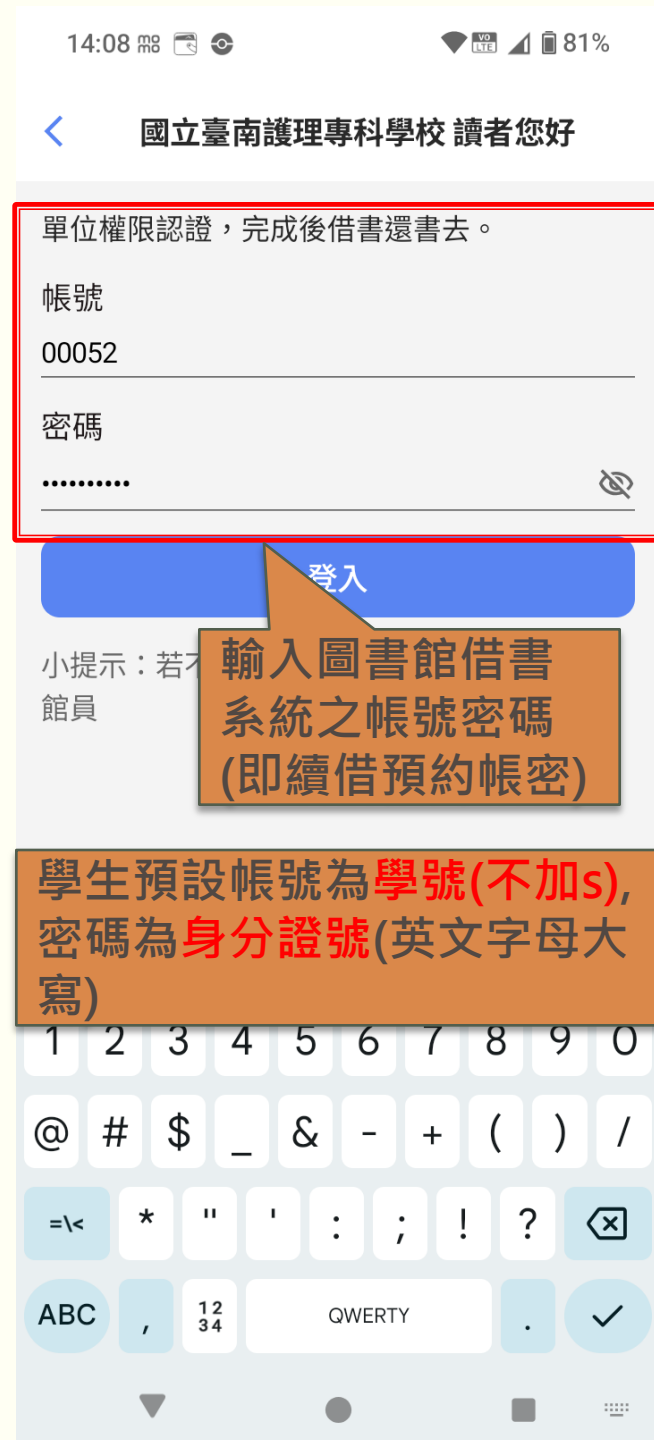 14:08
VO LTE
81%
國立臺南護理專科學校 讀者您好
單位權限認證，完成後借書還書去。
帳號
00052
密碼
••••••••••
登入
小提示：若
館員
輸入圖書館借書
系統之帳號密碼
(即續借預約帳密)
學生預設帳號為學號(不加s),
密碼為身分證號(英文字母大
寫)
1 2 3 4 5 6 7 8 9 0
@ # $ _ & - + ( ) /
=\< * " ' : ; ! ?
ABC , 12 34 QWERTY .